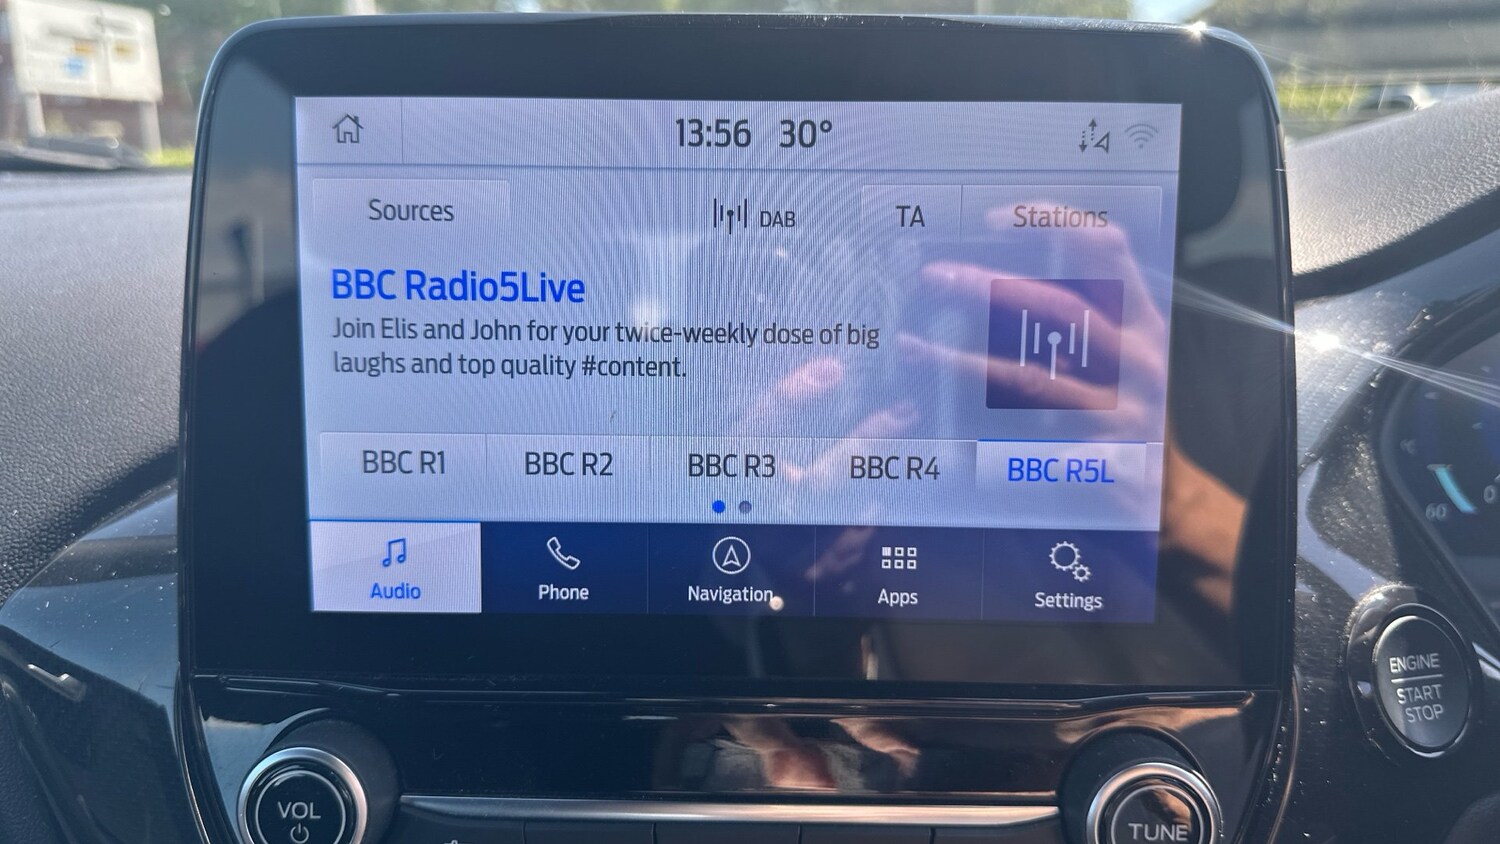 13:56 30°
Sources DAB TA Stations
BBC Radio5Live
Join Elis and John for your twice-weekly dose of big
laughs and top quality #content.
BBC R1 BBC R2 BBC R3 BBC R4 BBC R5L
Audio Phone Navigation Apps Settings
60 0
ENGINE
START
STOP
VOL
TUNE